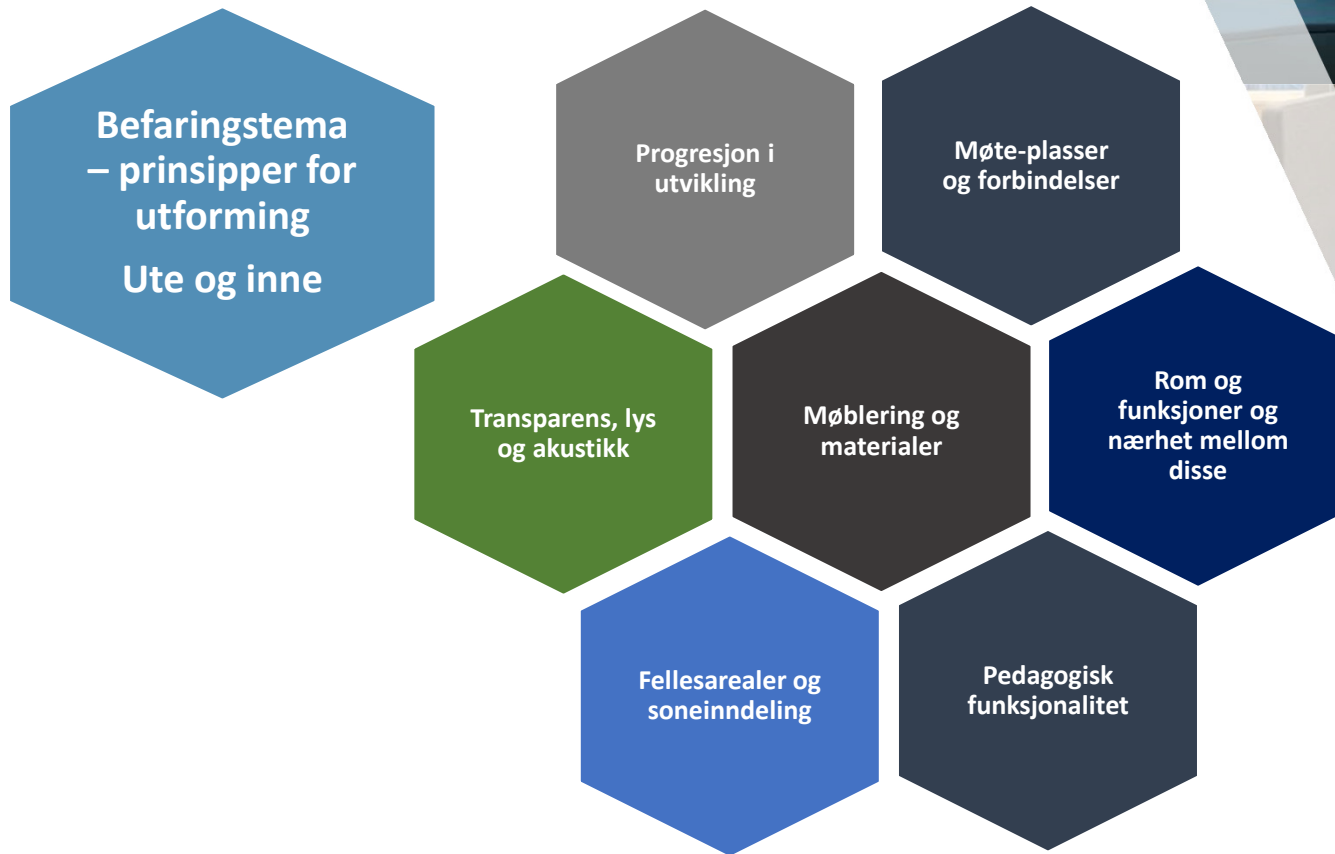 Befaringstema
– prinsipper for
utforming
Ute og inne
Progresjon i
utvikling
Møte-plasser
og forbindelser
Transparens, lys
og akustikk
Møblering og
materialer
Rom og
funksjoner og
nærhet mellom
disse
Fellesarealer og
soneinndeling
Pedagogisk
funksjonalitet